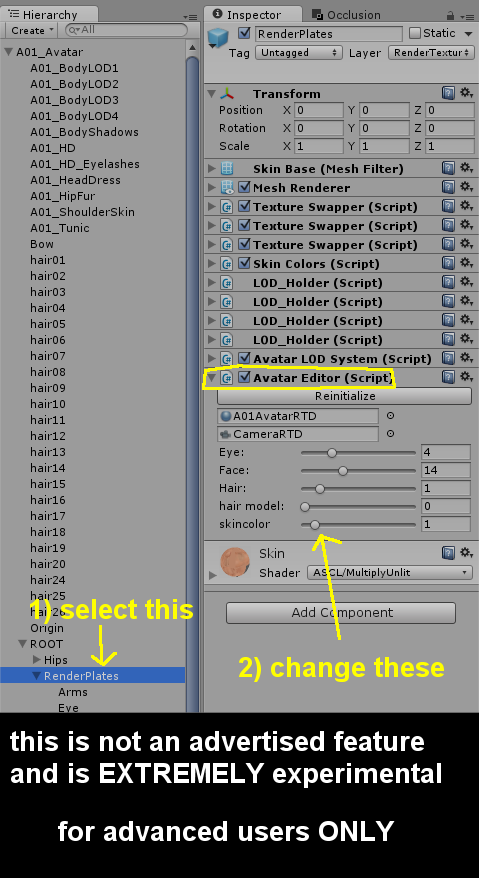 Hierarchy
Create
All
A01_Avatar
A01_BodyLOD1
A01_BodyLOD2
A01_BodyLOD3
A01_BodyLOD4
A01_BodyShadows
A01_HD
A01_HD_Eyelashes
A01_HeadDress
A01_HipFur
A01_ShoulderSkin
A01_Tunic
Bow
hair01
hair02
hair03
hair04
hair05
hair06
hair07
hair08
hair09
hair10
hair11
hair12
hair13
hair14
hair15
hair16
hair17
hair18
hair19
hair20
hair24
hair25
1) select this
Origin
ROOT
Hips
RenderPlates
Arms
Eye
Inspector
Occlusion
RenderPlates
Static
Tag Untagged Layer RenderTextur
Transform
Position X 0 Y 0 Z 0
Rotation X 0 Y 0 Z 0
Scale X 1 Y 1 Z 1
Skin Base (Mesh Filter)
Mesh Renderer
Texture Swapper (Script)
Texture Swapper (Script)
Texture Swapper (Script)
Skin Colors (Script)
LOD_Holder (Script)
LOD_Holder (Script)
LOD_Holder (Script)
LOD_Holder (Script)
Avatar LOD System (Script)
Avatar Editor (Script)
Reinitialize
A01AvatarRTD
CameraRTD
Eye: 4
Face: 14
Hair: 1
hair model: 0
skincolor 1
Skin
Shader ASCL/MultiplyUnlit
Add Component
2) change these
this is not an advertised feature
and is EXTREMELY experimental
for advanced users ONLY